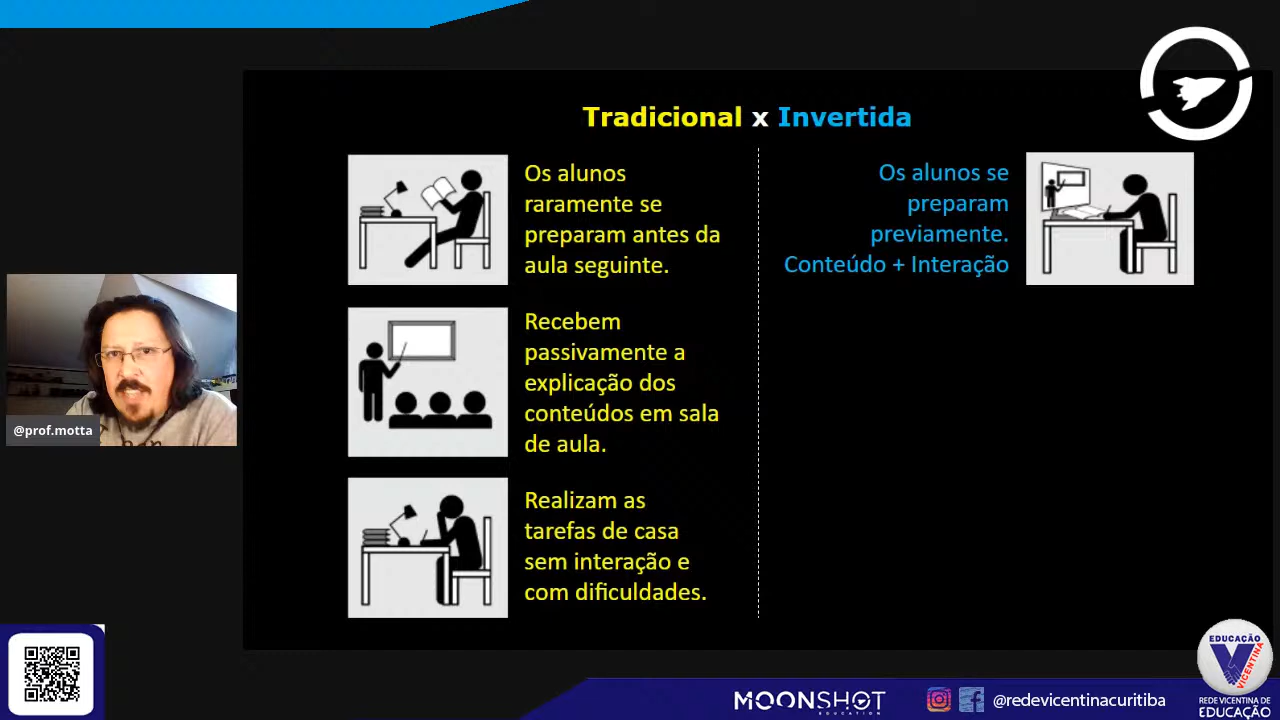 Tradicional x Invertida
Os alunos
raramente se
preparam antes da
aula seguinte.
Os alunos se
preparam
previamente.
Conteúdo + Interação
Recebem
passivamente a
explicação dos
conteúdos em sala
de aula.
Realizam as
tarefas de casa
sem interação e
com dificuldades.
@prof.motta
MOONSHOT
EDUCATION
@redevicentinacuritiba
EDUCAÇÃO
VICENTINA
REDE VICENTINA DE
EDUCAÇÃO